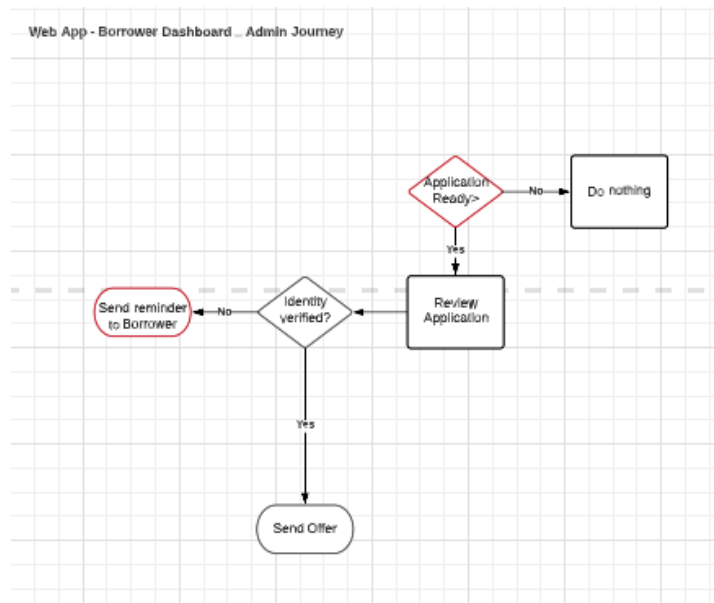 Web App - Borrower Dashboard _ Admin Journey
Application
Ready>
No
Do nothing
Yes
Review
Application
Identity
verified?
No
Send reminder
to Borrower
Yes
Send Offer